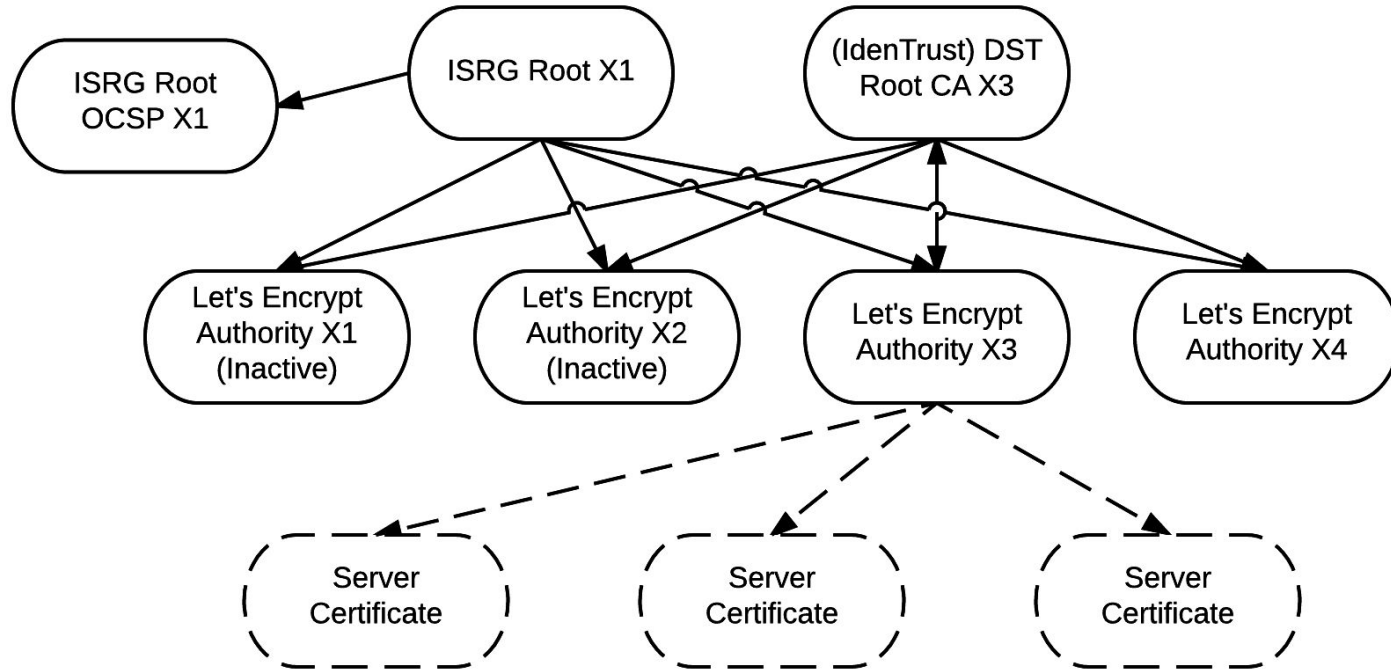 ISRG Root
OCSP X1
ISRG Root X1
(IdenTrust) DST
Root CA X3
Let's Encrypt
Authority X1
(Inactive)
Let's Encrypt
Authority X2
(Inactive)
Let's Encrypt
Authority X3
Let's Encrypt
Authority X4
Server
Certificate
Server
Certificate
Server
Certificate